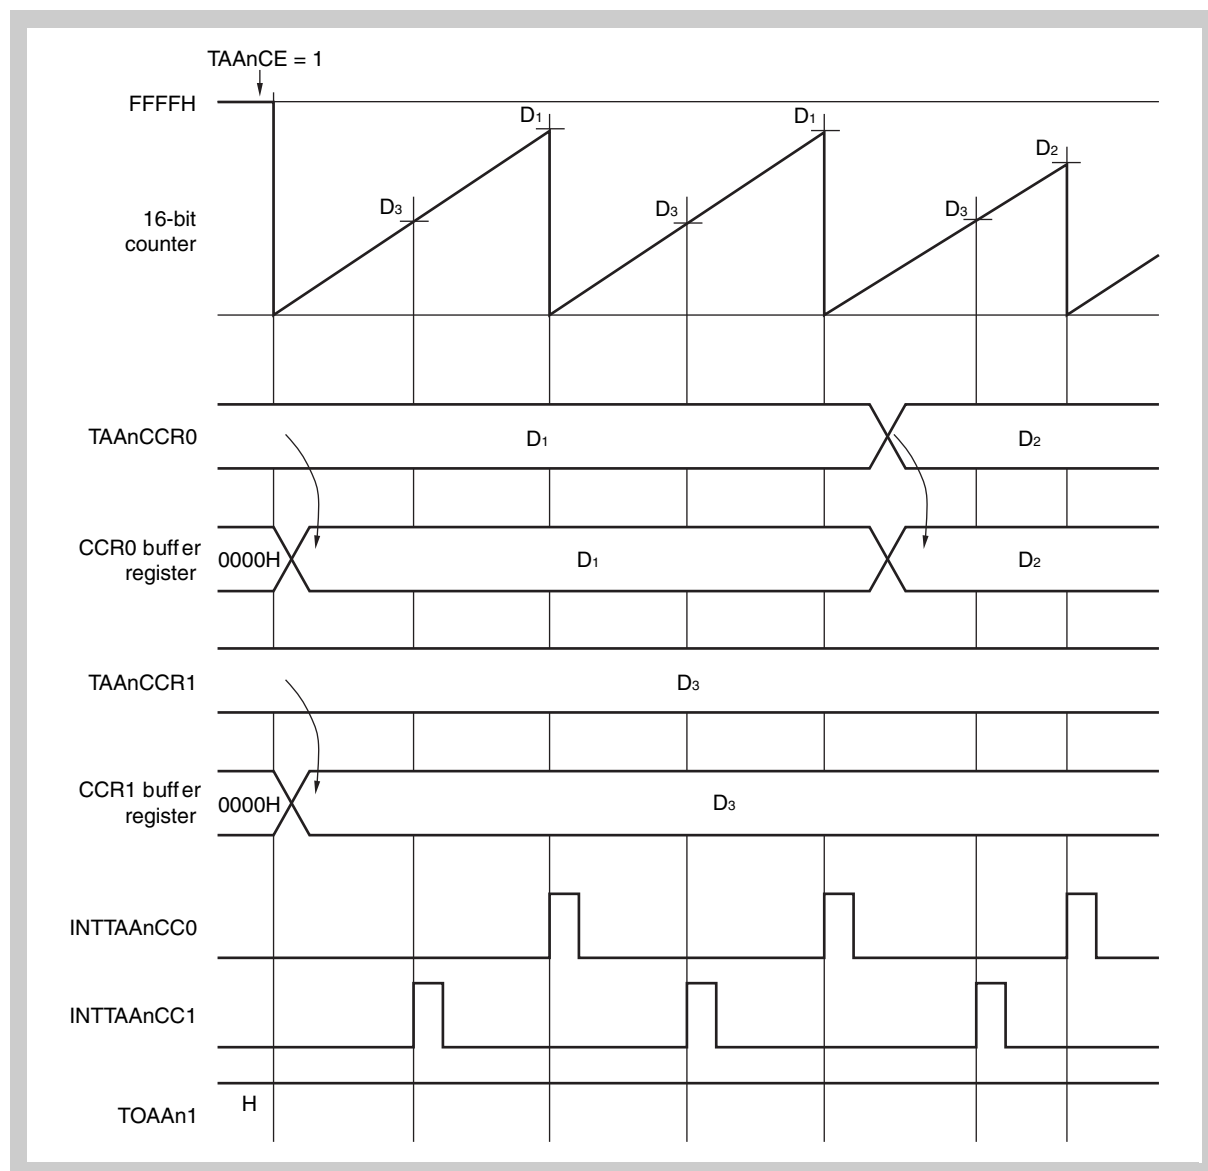 TAAnCE = 1
FFFFH
D1
D1
D2
D3
D3
D3
16-bit
counter
TAAnCCR0
D1
D2
CCR0 buffer
register
0000H
D1
D2
TAAnCCR1
D3
CCR1 buffer
register
0000H
D3
INTTAAnCC0
INTTAAnCC1
H
TOAAn1